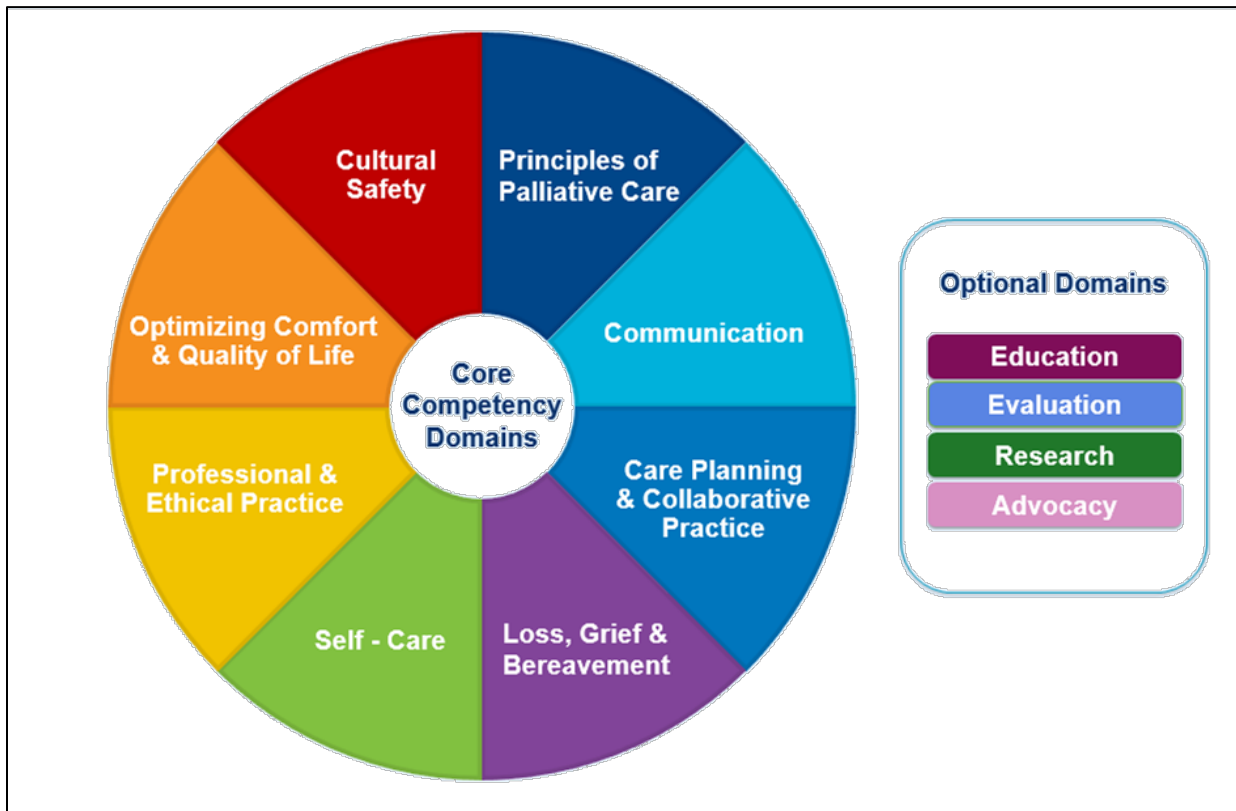 Cultural
Safety
Principles of
Palliative Care
Communication
Care Planning
& Collaborative
Practice
Loss, Grief &
Bereavement
Self - Care
Professional &
Ethical Practice
Optimizing Comfort
& Quality of Life
Core
Competency
Domains
Optional Domains
Education
Evaluation
Research
Advocacy